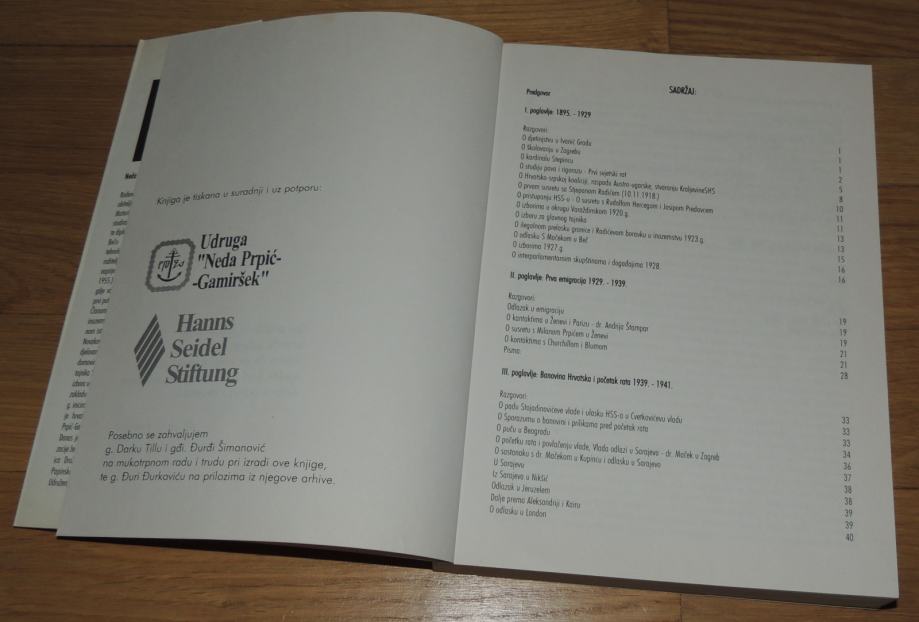 Knjiga je tiskana u suradnji i uz potporu:
Udruga
"Neda Prpić-
-Gamiršek"
Hanns
Seidel
Stiftung
Posebno se zahvaljujem
g. Darku Tillu i gđi. Đurđi Šimanović
na mukotrpnom radu i trudu pri izradi ove knjige,
te g. Đuri Đurkoviću na prilozima iz njegove arhive.
SADRŽAJ:
Predgovor
I. poglavlje: 1895. - 1929
Razgovori:
O djetinjstvu u Ivanić Gradu 1
O školovanju u Zagrebu 1
O kardinalu Stepincu 1
O studiju prava i rigorozu - Prvi svjetski rat 2
O Hrvatsko-srpskoj koaliciji, raspadu Austro-ugarske, stvaranju KraljevineSHS 5
O prvom susretu sa Stjepanom Radićem (10.11.1918.) 8
O pristupanju HSS-u - O susretu s Rudolfom Hercegom i Josipom Predavcem 10
O izborima u okrugu Varaždinskom 1920.g. 11
O izboru za glavnog tajnika 11
O ilegalnom prelasku granice i Radićevom boravku u inozemstvu 1923.g. 13
O odlasku S Mačekom u Beč 13
O izborima 1927.g. 15
O interparlamentarnim skupštinama i događajima 1928. 16
16
II. poglavlje: Prva emigracija 1929. - 1939.
Razgovori:
Odlazak u emigraciju 19
O kontaktima u Ženevi i Parizu - dr. Andrija Štampar 19
O susretu s Milanom Prpićem u Ženevi 19
O kontaktima s Churchillom i Blumom 21
Pisma: 21
28
III. poglavlje: Banovina Hrvatska i početak rata 1939. - 1941.
Razgovori:
O padu Stojadinovićeve vlade i ulasku HSS-a u Cvetkovićevu vladu 33
O Sporazumu o banovini i prilikama pred početak rata 33
O puču u Beogradu 33
O početku rata i povlačenju vlade, Vlada odlazi u Sarajevo - dr. Maček u Zagreb 34
O sastanaku s dr. Mačekom u Kupincu i odlasku u Sarajevo 36
U Sarajevu 37
Iz Sarajeva u Nikšić 38
Odlazak u Jeruzalem 38
Dalje prema Aleksandriji i Kairu 39
O odlasku u London 39
40